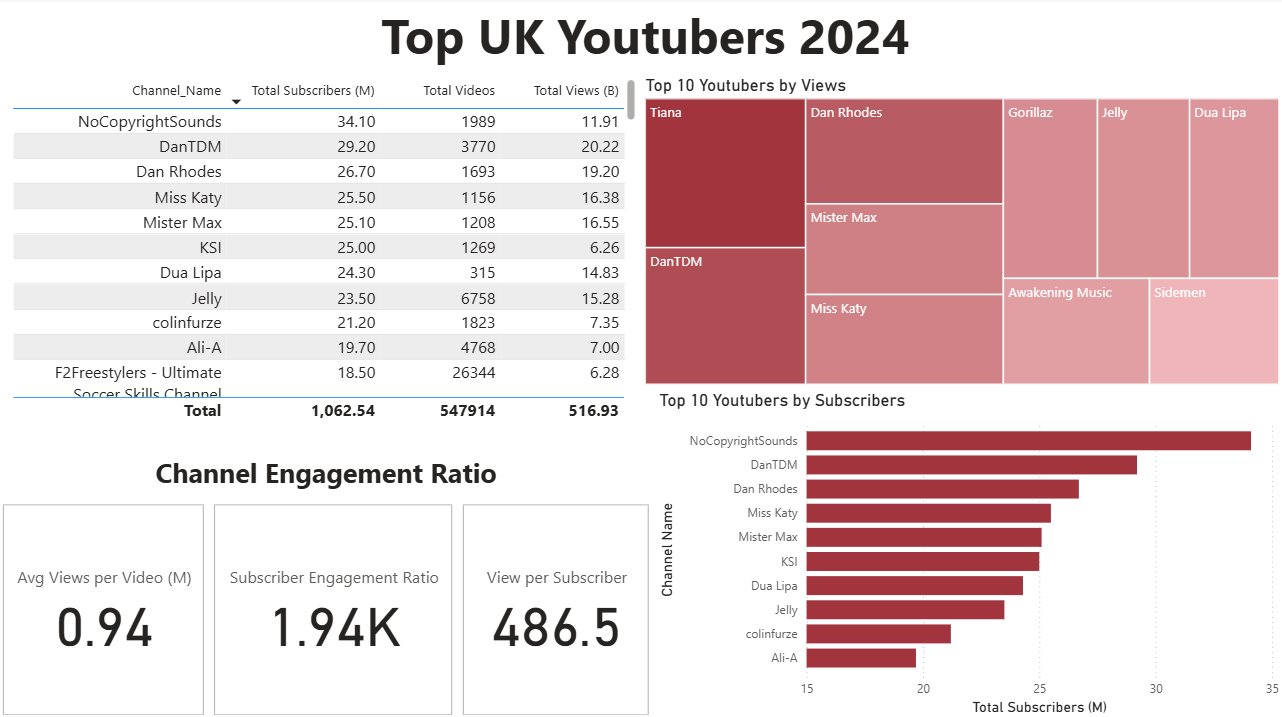 Top UK Youtubers 2024
Channel_Name Total Subscribers (M) Total Videos Total Views (B)
NoCopyrightSounds 34.10 1989 11.91
DanTDM 29.20 3770 20.22
Dan Rhodes 26.70 1693 19.20
Miss Katy 25.50 1156 16.38
Mister Max 25.10 1208 16.55
KSI 25.00 1269 6.26
Dua Lipa 24.30 315 14.83
Jelly 23.50 6758 15.28
colinfurze 21.20 1823 7.35
Ali-A 19.70 4768 7.00
F2Freestylers - Ultimate 18.50 26344 6.28
Soccer Skills Channel
Total 1,062.54 547914 516.93
Top 10 Youtubers by Views
Tiana
Dan Rhodes
Gorillaz
Jelly
Dua Lipa
Mister Max
DanTDM
Miss Katy
Awakening Music
Sidemen
Channel Engagement Ratio
Avg Views per Video (M)
0.94
Subscriber Engagement Ratio
1.94K
View per Subscriber
486.5
Top 10 Youtubers by Subscribers
Channel Name
NoCopyrightSounds
DanTDM
Dan Rhodes
Miss Katy
Mister Max
KSI
Dua Lipa
Jelly
colinfurze
Ali-A
15 20 25 30 35
Total Subscribers (M)